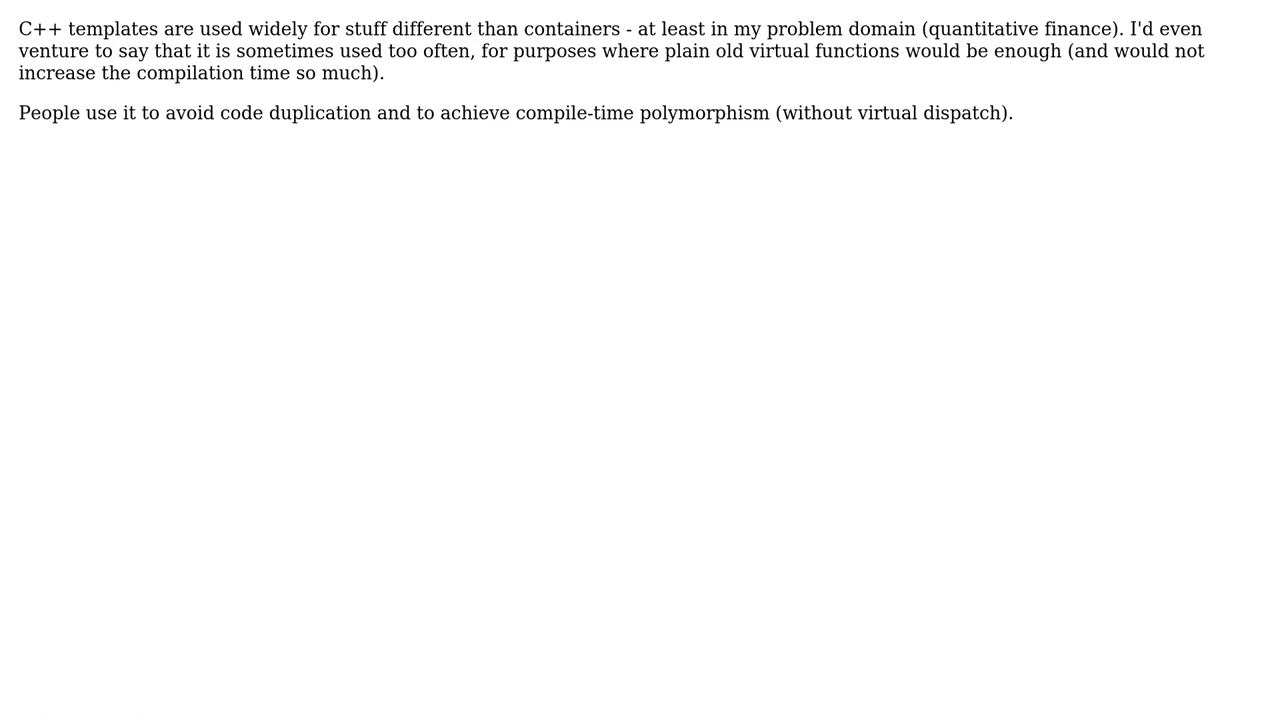 C++ templates are used widely for stuff different than containers - at least in my problem domain (quantitative finance). I'd even
venture to say that it is sometimes used too often, for purposes where plain old virtual functions would be enough (and would not
increase the compilation time so much).
People use it to avoid code duplication and to achieve compile-time polymorphism (without virtual dispatch).